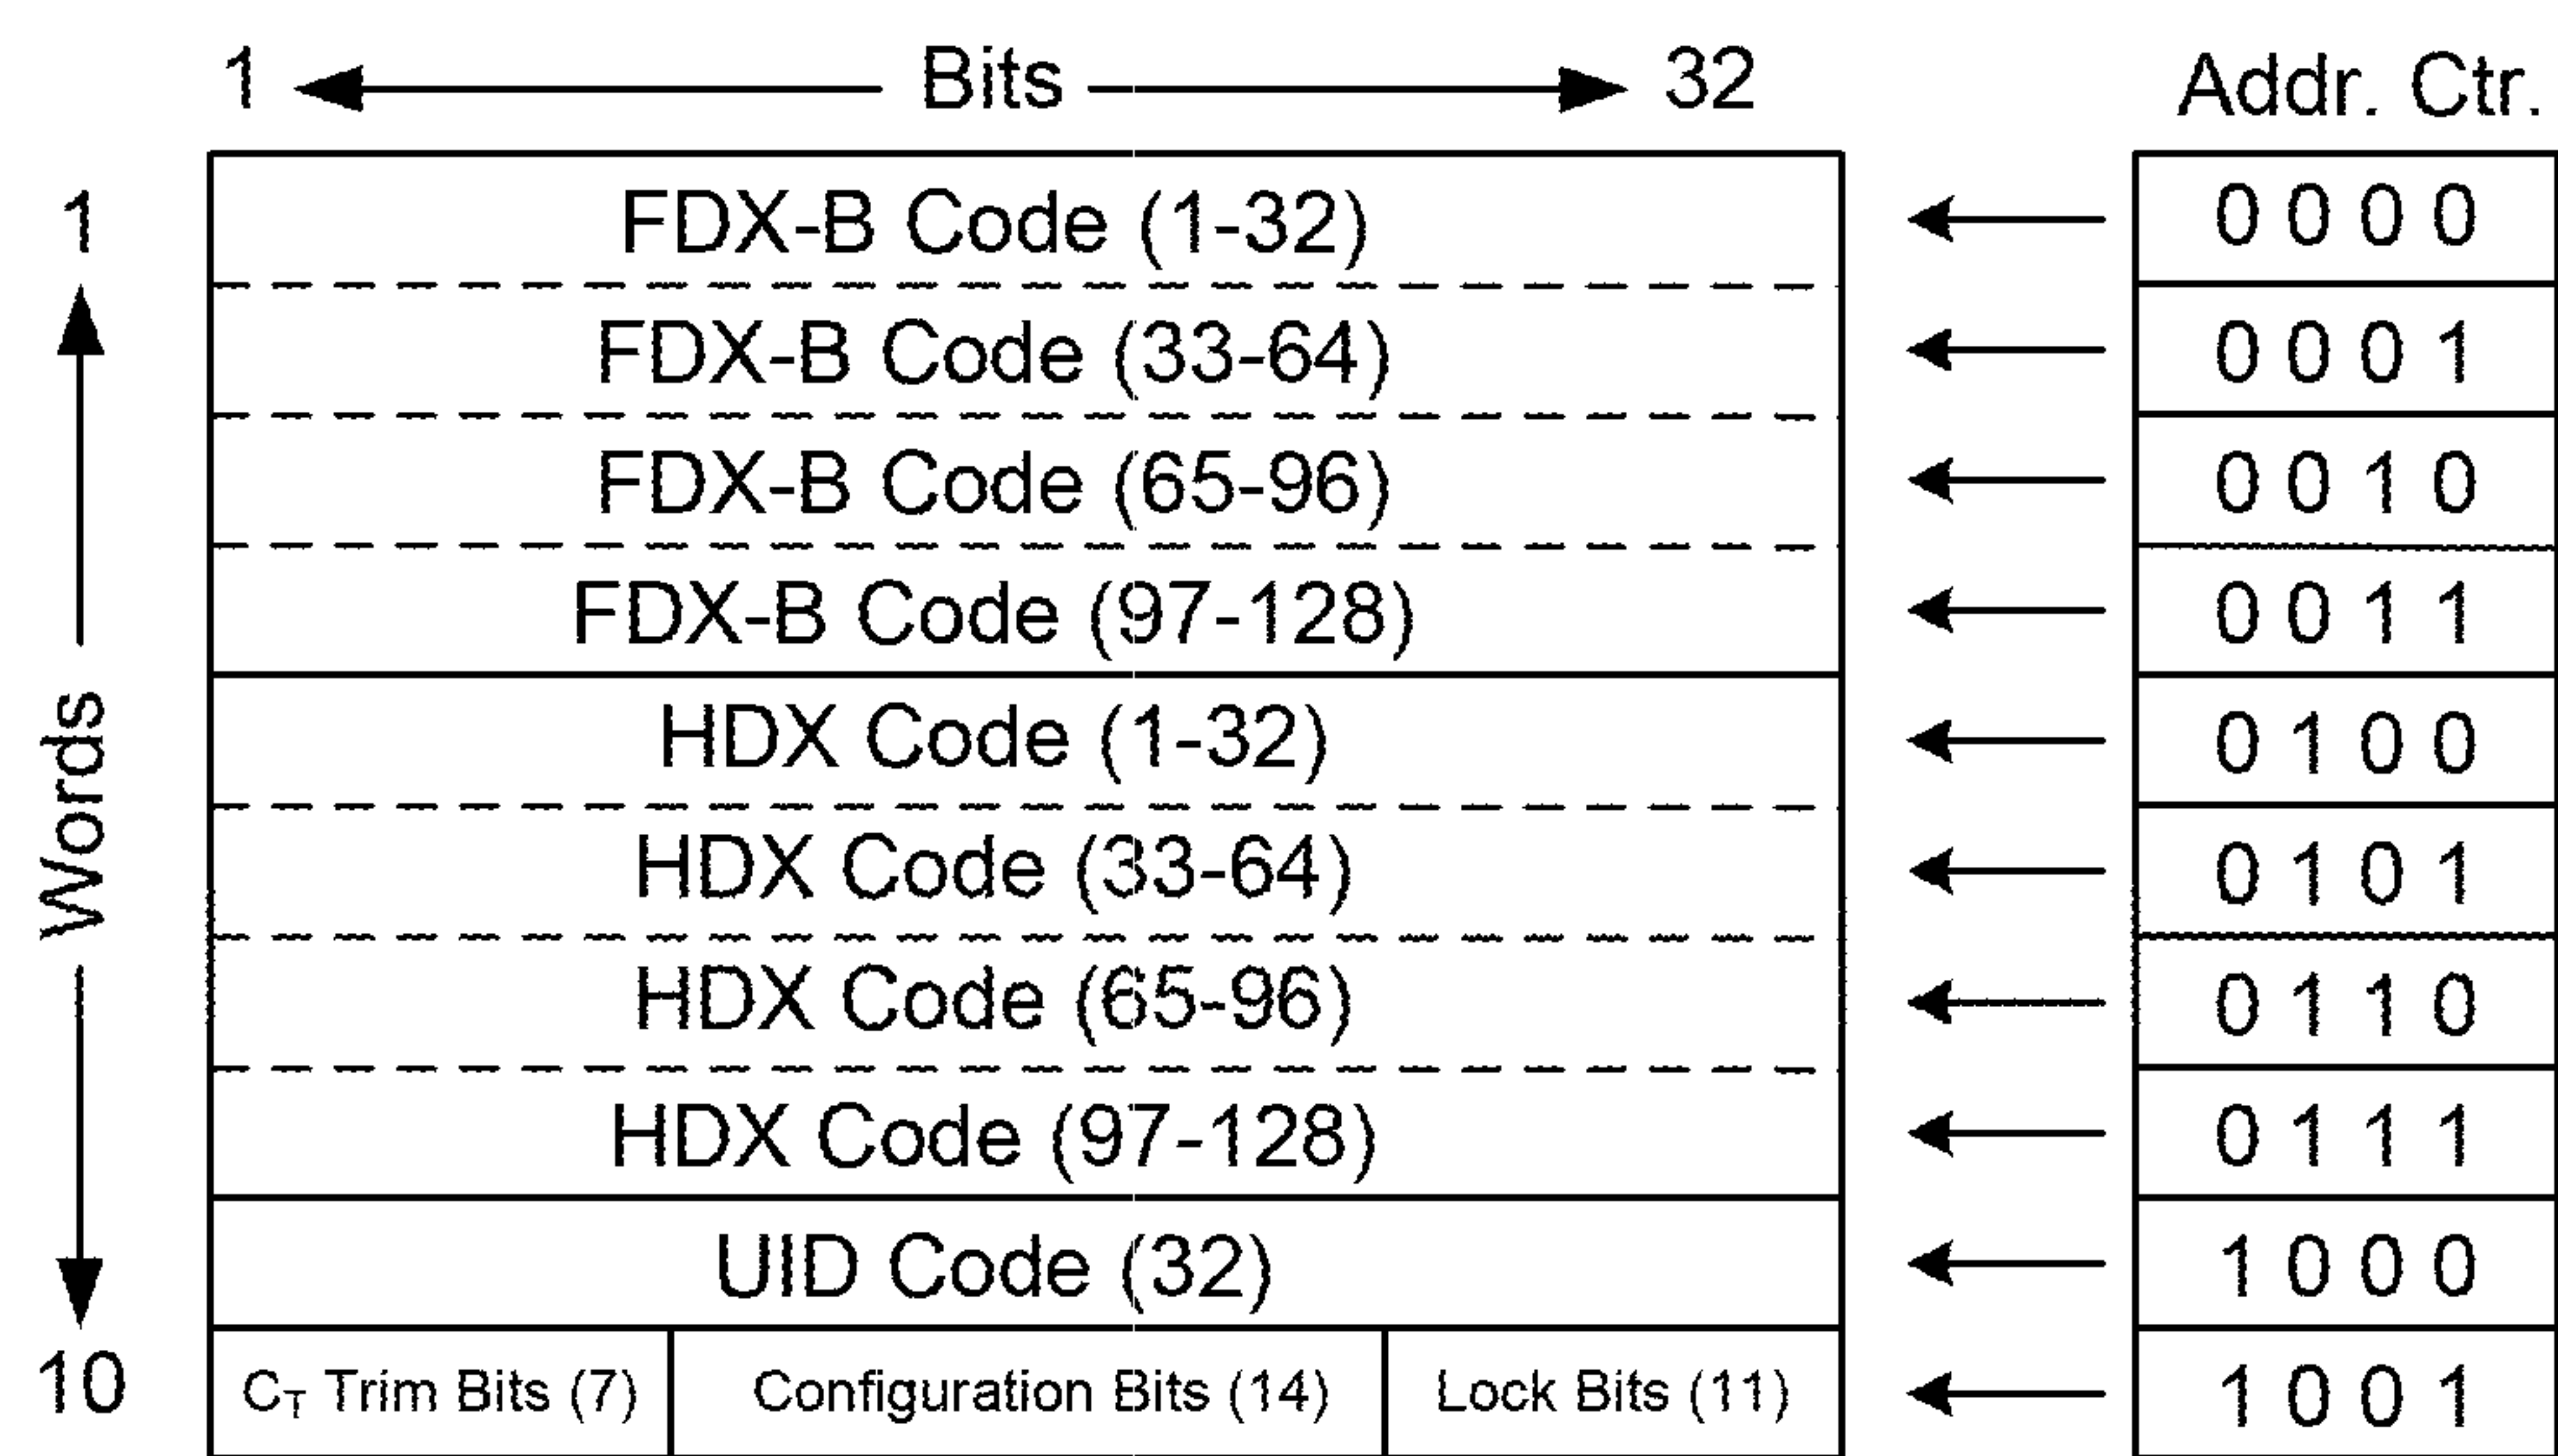 1 Bits 32 Addr. Ctr.
1 FDX-B Code (1-32) 0 0 0 0
FDX-B Code (33-64) 0 0 0 1
FDX-B Code (65-96) 0 0 1 0
FDX-B Code (97-128) 0 0 1 1
Words
HDX Code (1-32) 0 1 0 0
HDX Code (33-64) 0 1 0 1
HDX Code (65-96) 0 1 1 0
HDX Code (97-128) 0 1 1 1
UID Code (32) 1 0 0 0
10 C_T Trim Bits (7) Configuration Bits (14) Lock Bits (11) 1 0 0 1